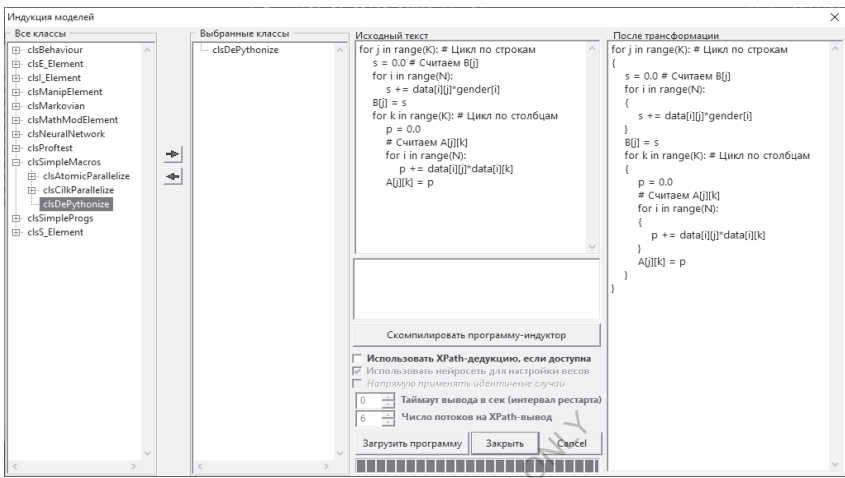 Индукция моделей
Все классы
clsBehaviour
clsE_Element
clsI_Element
clsManipElement
clsMarkovian
clsMathModElement
clsNeuralNetwork
clsProftest
clsSimpleMacros
clsAtomicParallelize
clsCilkParallelize
clsDePythonize
clsSimpleProgs
clsS_Element
Выбранные классы
clsDePythonize
Исходный текст
for j in range(K): # Цикл по строкам
s = 0.0 # Считаем B[j]
for i in range(N):
s += data[i][j]*gender[i]
B[j] = s
for k in range(K): # Цикл по столбцам
p = 0.0
# Считаем A[j][k]
for i in range(N):
p += data[i][j]*data[i][k]
A[j][k] = p
Скомпилировать программу-индуктор
Использовать XPath-дедукцию, если доступна
Использовать нейросеть для настройки весов
Напрямую применять идентичные случаи
0 Таймаут вывода в сек (интервал рестарта)
6 Число потоков на XPath-вывод
Загрузить программу Закрыть Cancel
После трансформации
for j in range(K): # Цикл по строкам
{
s = 0.0 # Считаем B[j]
for i in range(N):
{
s += data[i][j]*gender[i]
}
B[j] = s
for k in range(K): # Цикл по столбцам
{
p = 0.0
# Считаем A[j][k]
for i in range(N):
{
p += data[i][j]*data[i][k]
}
A[j][k] = p
}
}
ONLY